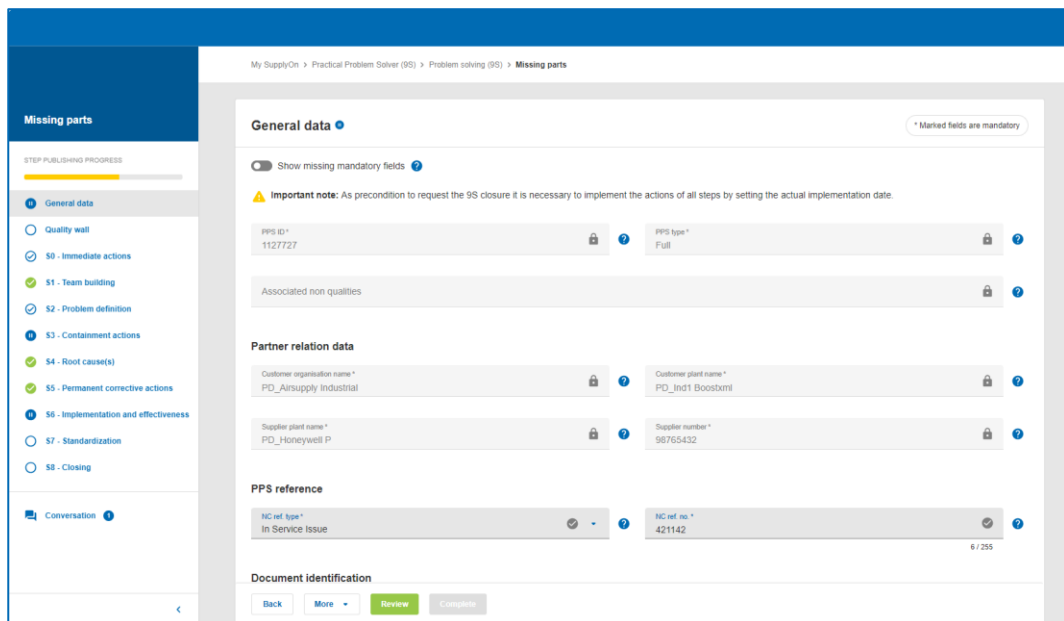 My SupplyOn > Practical Problem Solver (9S) > Problem solving (9S) > Missing parts
Missing parts
STEP PUBLISHING PROGRESS
General data
Quality wall
S0 - Immediate actions
S1 - Team building
S2 - Problem definition
S3 - Containment actions
S4 - Root cause(s)
S5 - Permanent corrective actions
S6 - Implementation and effectiveness
S7 - Standardization
S8 - Closing
Conversation 1
General data
* Marked fields are mandatory
Show missing mandatory fields
Important note: As precondition to request the 9S closure it is necessary to implement the actions of all steps by setting the actual implementation date.
PPS ID *
1127727
PPS type *
Full
Associated non qualities
Partner relation data
Customer organisation name *
PD_Airsupply Industrial
Customer plant name *
PD_Ind1 Boostxml
Supplier plant name *
PD_Honeywell P
Supplier number *
98765432
PPS reference
NC ref. type *
In Service Issue
NC ref. no. *
421142
6 / 255
Document identification
Back
More
Review
Complete